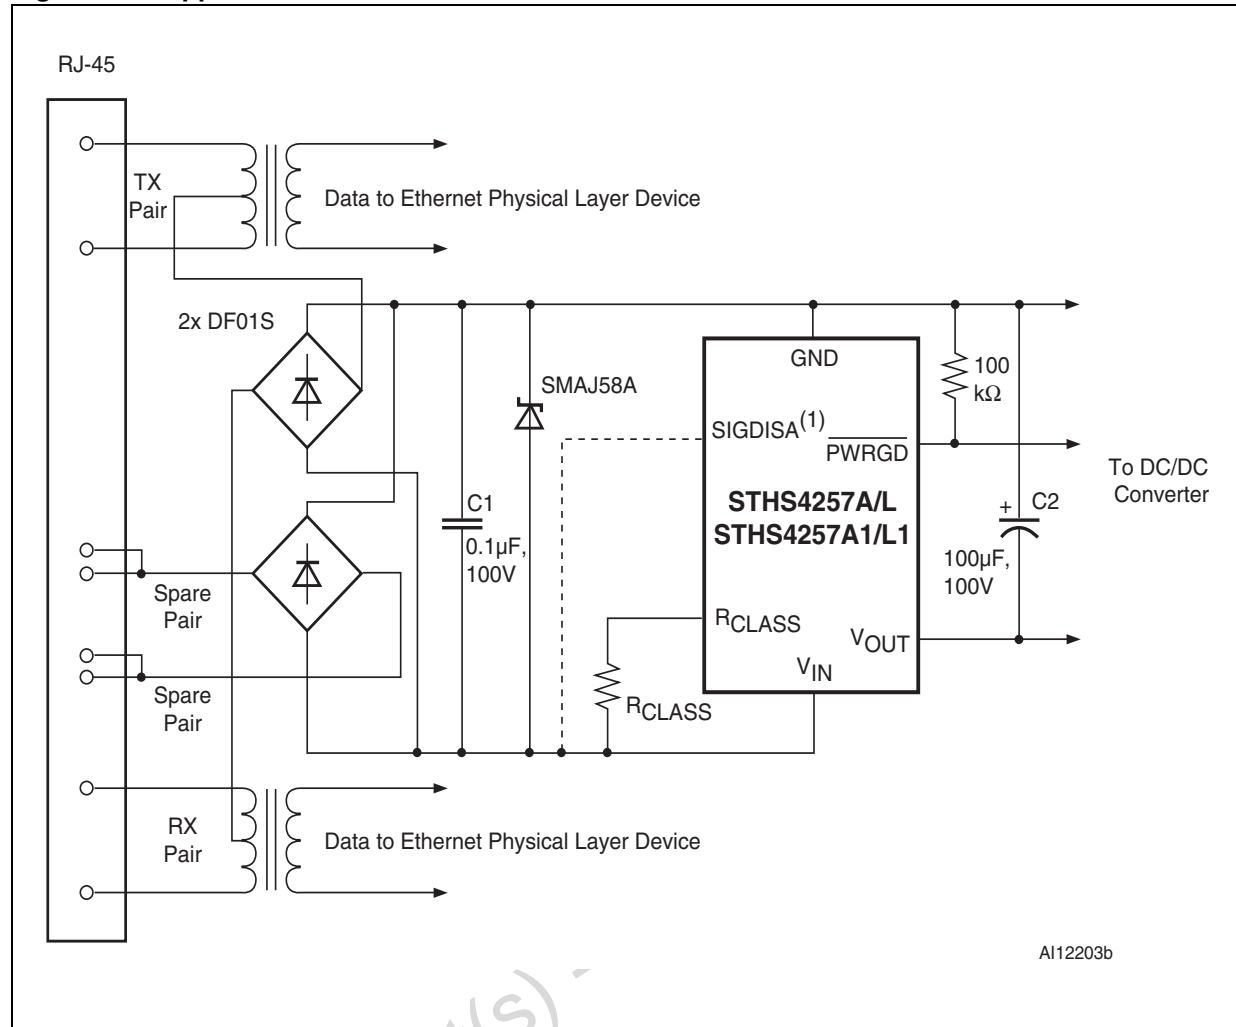 RJ-45
TX
Pair
Data to Ethernet Physical Layer Device
2x DF01S
SMAJ58A
GND
100
kΩ
SIGDISA(1)
PWRGD
To DC/DC
Converter
STHS4257A/L
STHS4257A1/L1
C1
0.1µF,
100V
+ C2
100µF,
100V
Spare
Pair
RCLASS
VOUT
VIN
RCLASS
Spare
Pair
RX
Pair
Data to Ethernet Physical Layer Device
AI12203b